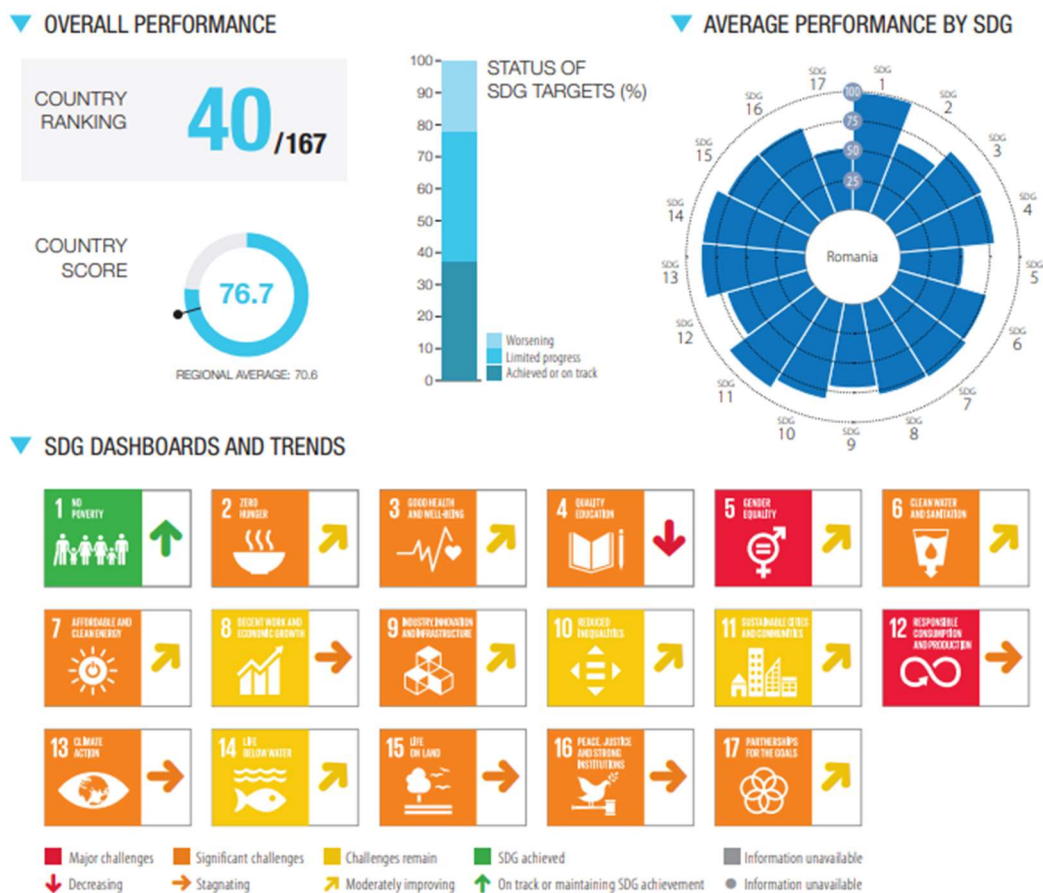 OVERALL PERFORMANCE
COUNTRY
RANKING
40/167
COUNTRY
SCORE
76.7
REGIONAL AVERAGE: 70.6
STATUS OF
SDG TARGETS (%)
100
90
80
70
60
50
40
30
20
10
0
Worsening
Limited progress
Achieved or on track
AVERAGE PERFORMANCE BY SDG
SDG
1
SDG
2
SDG
3
SDG
4
SDG
5
SDG
6
SDG
7
SDG
8
SDG
9
SDG
10
SDG
11
SDG
12
SDG
13
SDG
14
SDG
15
SDG
16
SDG
17
100
75
50
25
Romania
SDG DASHBOARDS AND TRENDS
1 NO
POVERTY
2 ZERO
HUNGER
3 GOOD HEALTH
AND WELL-BEING
4 QUALITY
EDUCATION
5 GENDER
EQUALITY
6 CLEAN WATER
AND SANITATION
7 AFFORDABLE AND
CLEAN ENERGY
8 DECENT WORK AND
ECONOMIC GROWTH
9 INDUSTRY, INNOVATION
AND INFRASTRUCTURE
10 REDUCED
INEQUALITIES
11 SUSTAINABLE CITIES
AND COMMUNITIES
12 RESPONSIBLE
CONSUMPTION
AND PRODUCTION
13 CLIMATE
ACTION
14 LIFE
BELOW WATER
15 LIFE
ON LAND
16 PEACE, JUSTICE
AND STRONG
INSTITUTIONS
17 PARTNERSHIPS
FOR THE GOALS
Major challenges
Significant challenges
Challenges remain
SDG achieved
Information unavailable
Decreasing
Stagnating
Moderately improving
On track or maintaining SDG achievement
Information unavailable